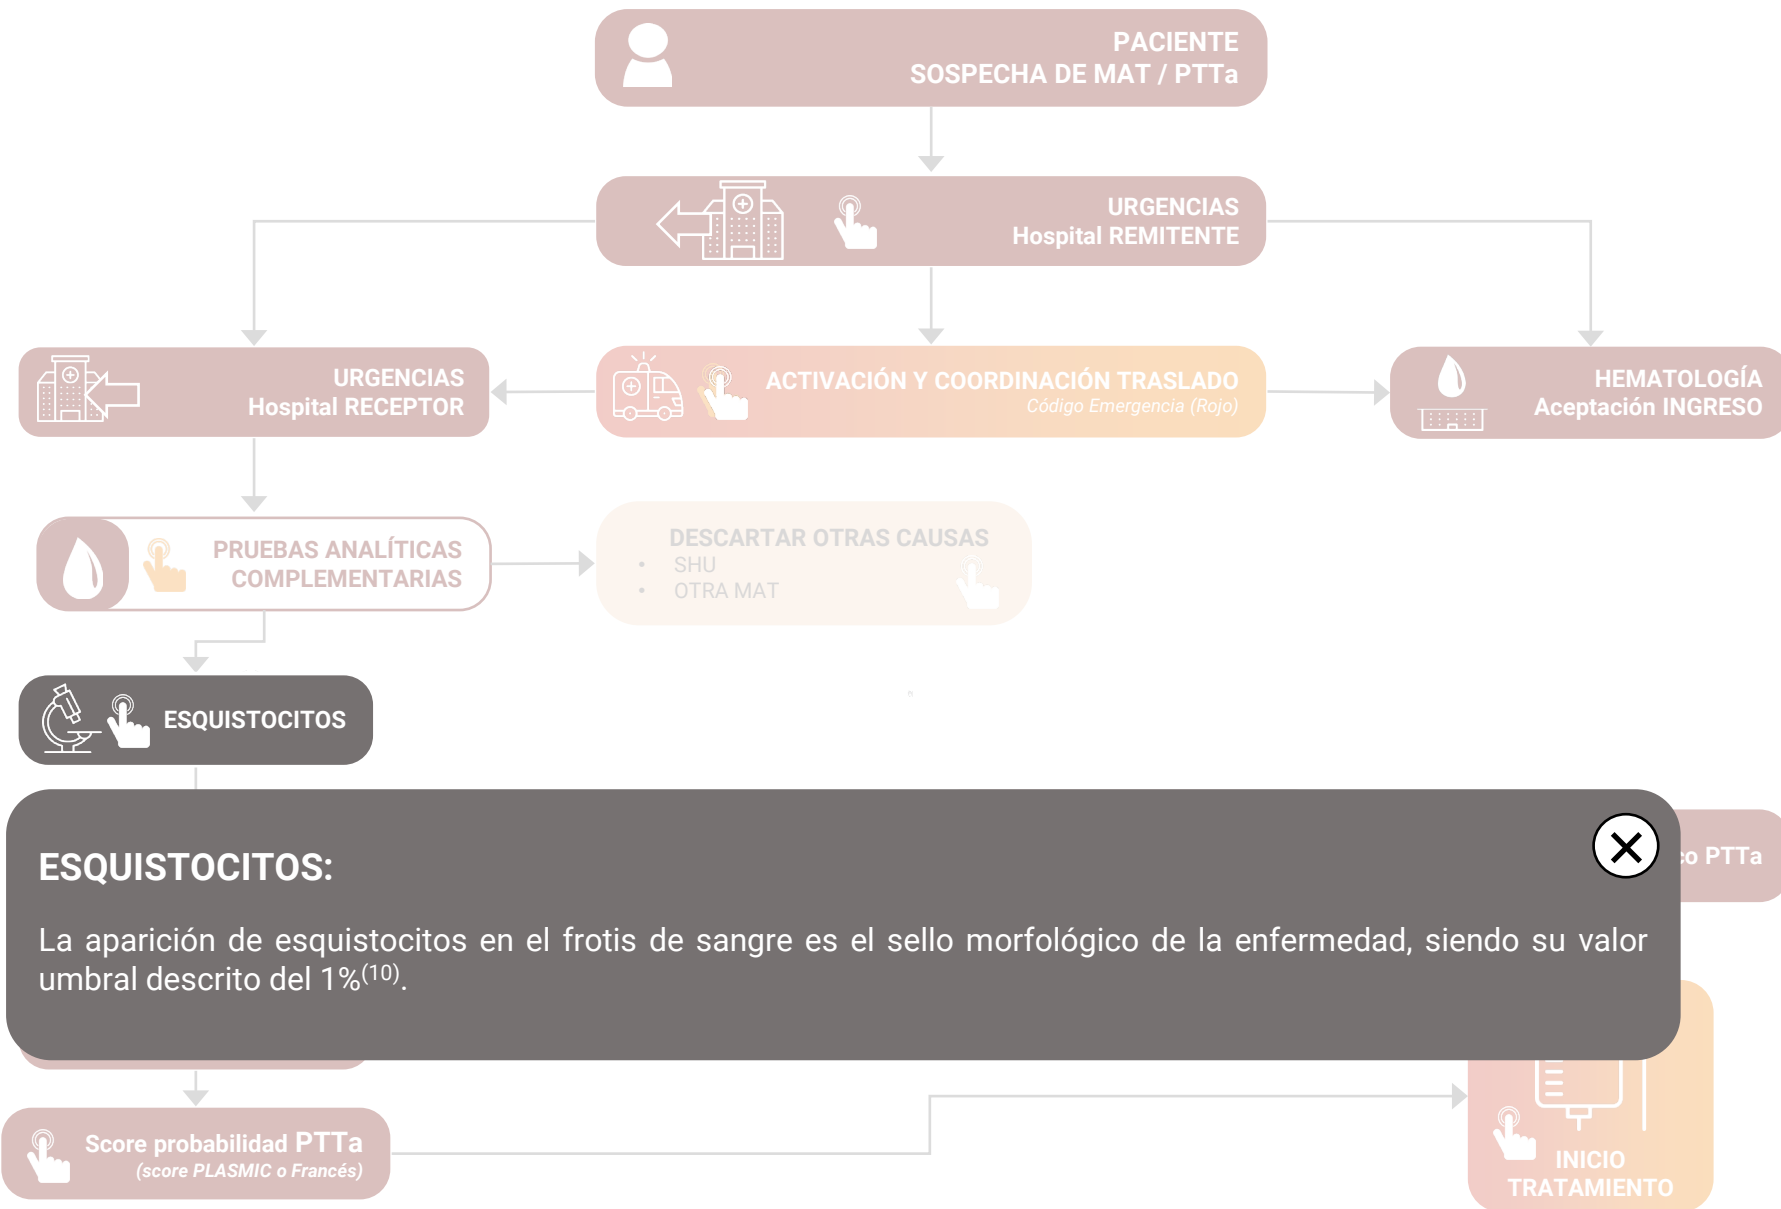 PACIENTE
SOSPECHA DE MAT / PTTa
URGENCIAS
Hospital REMITENTE
URGENCIAS
Hospital RECEPTOR
ACTIVACIÓN Y COORDINACIÓN TRASLADO
Código Emergencia (Rojo)
HEMATOLOGÍA
Aceptación INGRESO
PRUEBAS ANALÍTICAS
COMPLEMENTARIAS
DESCARTAR OTRAS CAUSAS
• SHU
• OTRA MAT
ESQUISTOCITOS
ESQUISTOCITOS:
La aparición de esquistocitos en el frotis de sangre es el sello morfológico de la enfermedad, siendo su valor
umbral descrito del 1%(10).
PTTa
Score probabilidad PTTa
(score PLASMIC o Francés)
INICIO
TRATAMIENTO